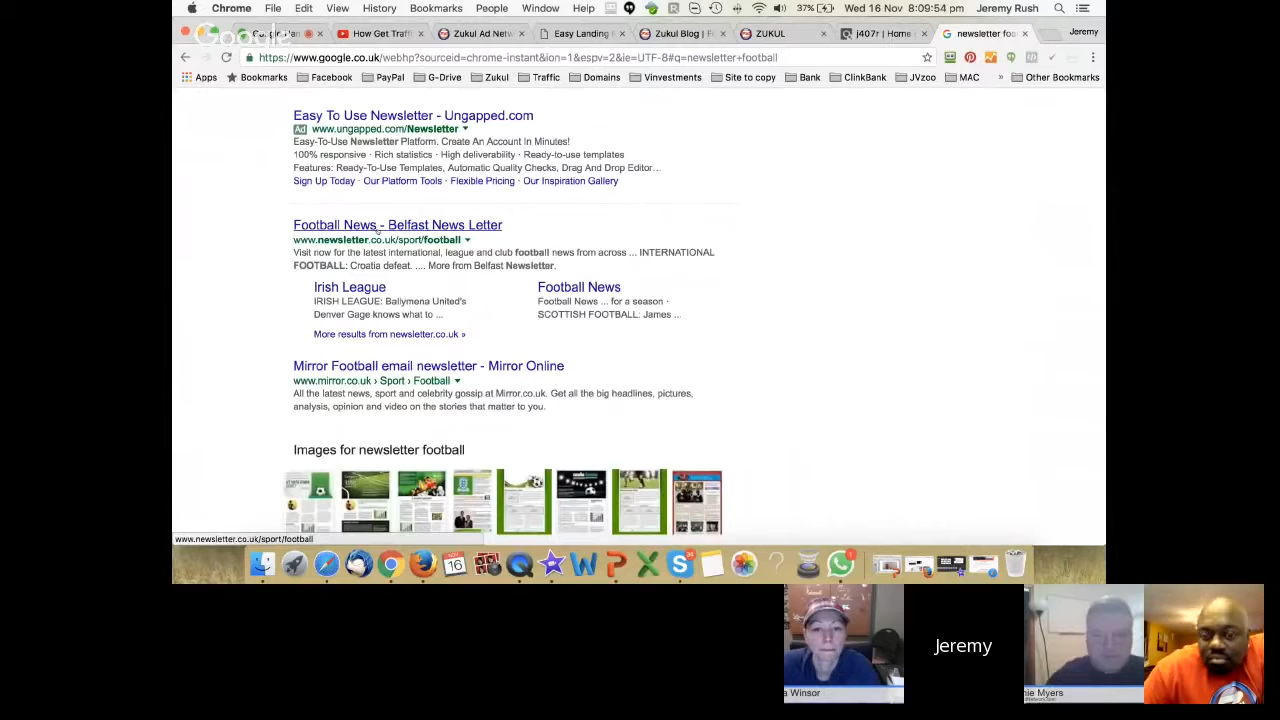 Chrome File Edit View History Bookmarks People Window Help 37% Wed 16 Nov 8:09:54 pm Jeremy Rush
Google
How Get Traff
Zukul Ad Netw
Easy Landing F
Zukul Blog | F
ZUKUL
j407r | Home
newsletter foo
Jeremy
https://www.google.co.uk/webhp?sourceid=chrome-instant&ion=1&espv=2&ie=UTF-8#q=newsletter+football
Apps Bookmarks Facebook PayPal G-Drive Zukul Traffic Domains Investments Site to copy Bank ClickBank JVzoo MAC » Other Bookmarks
Easy To Use Newsletter - Ungapped.com
Ad www.ungapped.com/Newsletter
Easy-To-Use Newsletter Platform. Create An Account In Minutes!
100% responsive · Rich statistics · High deliverability · Ready-to-use templates
Features: Ready-To-Use Templates, Automatic Quality Checks, Drag And Drop Editor…
Sign Up Today · Our Platform Tools · Flexible Pricing · Our Inspiration Gallery
Football News - Belfast News Letter
www.newsletter.co.uk/sport/football
Visit now for the latest international, league and club football news from across ... INTERNATIONAL
FOOTBALL: Croatia defeat. .... More from Belfast Newsletter.
Irish League
IRISH LEAGUE: Ballymena United's
Denver Gage knows what to ...
Football News
Football News ... for a season ·
SCOTTISH FOOTBALL: James ...
More results from newsletter.co.uk »
Mirror Football email newsletter - Mirror Online
www.mirror.co.uk › Sport › Football
All the latest news, sport and celebrity gossip at Mirror.co.uk. Get all the big headlines, pictures,
analysis, opinion and video on the stories that matter to you.
Images for newsletter football
www.newsletter.co.uk/sport/football
NOV
16
36
1
Jeremy
a Winsor
nie Myers